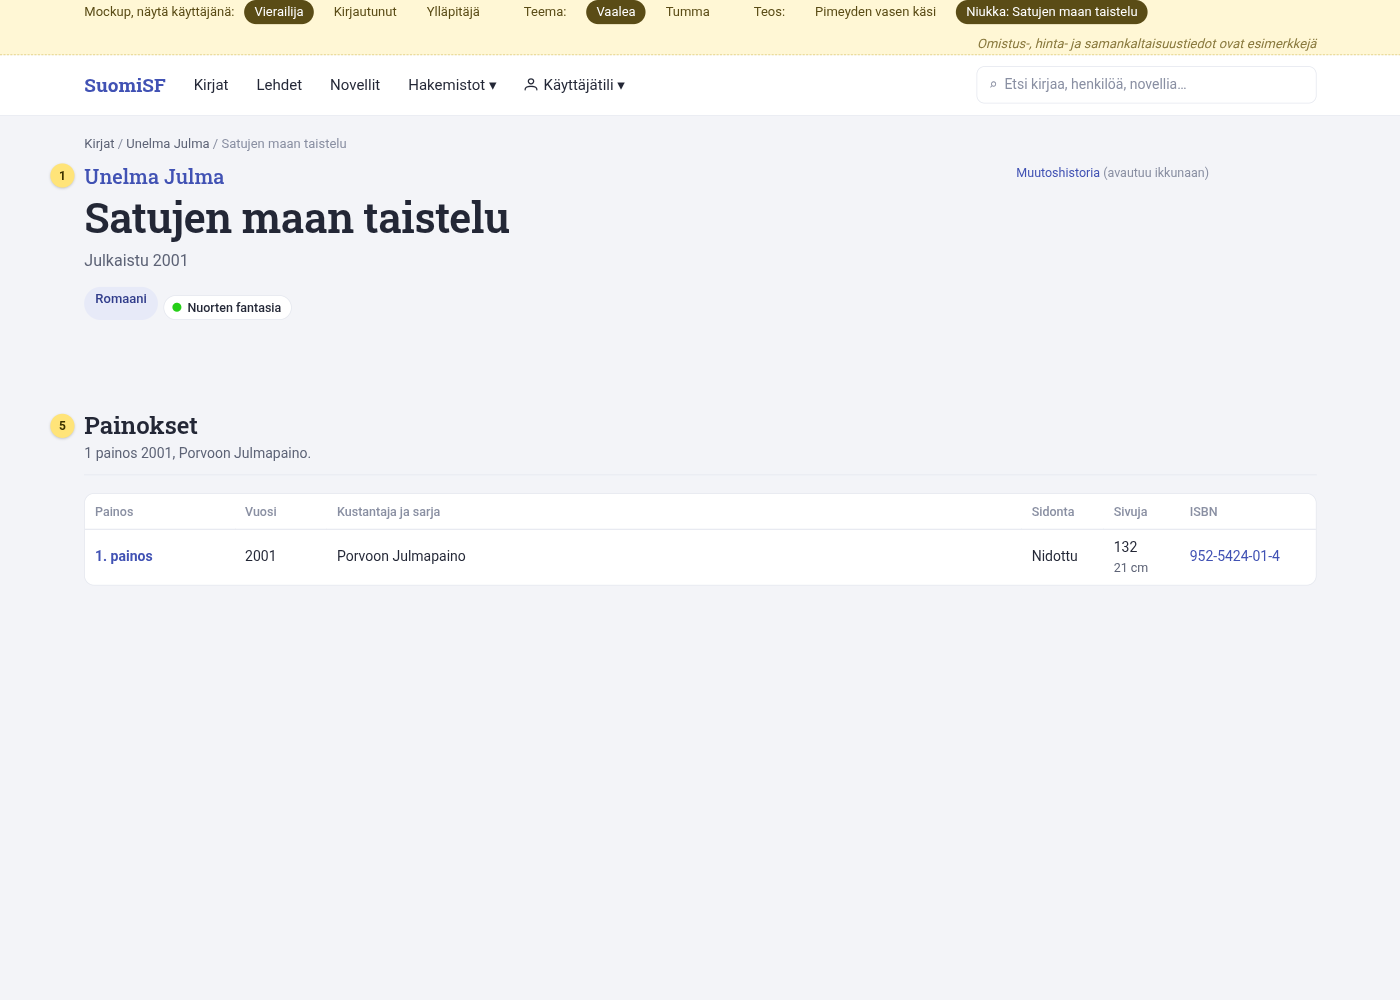 Mockup, näytä käyttäjänä: Vierailija Kirjautunut Ylläpitäjä Teema: Vaalea Tumma Teos: Pimeyden vasen käsi Niukka: Satujen maan taistelu
Omistus-, hinta- ja samankaltaisuustiedot ovat esimerkkejä
SuomiSF Kirjat Lehdet Novellit Hakemistot ▾ Käyttäjätili ▾ Etsi kirjaa, henkilöä, novellia…
Kirjat / Unelma Julma / Satujen maan taistelu
1 Unelma Julma
Muutoshistoria (avautuu ikkunaan)
Satujen maan taistelu
Julkaistu 2001
Romaani Nuorten fantasia
5 Painokset
1 painos 2001, Porvoon Julmapaino.
Painos Vuosi Kustantaja ja sarja Sidonta Sivuja ISBN
1. painos 2001 Porvoon Julmapaino Nidottu 132 952-5424-01-4
21 cm